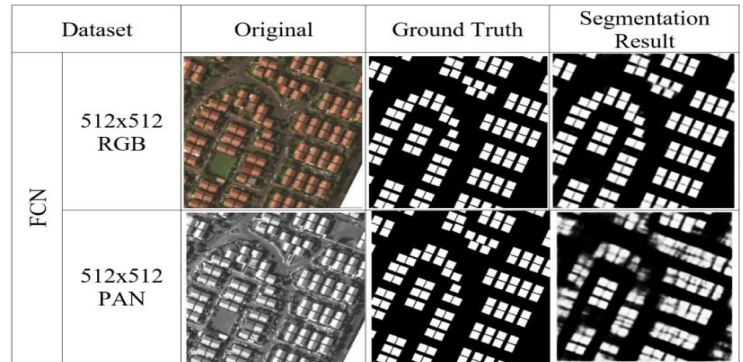 Dataset
Original
Ground Truth
Segmentation
Result
FCN
512x512
RGB
512x512
PAN